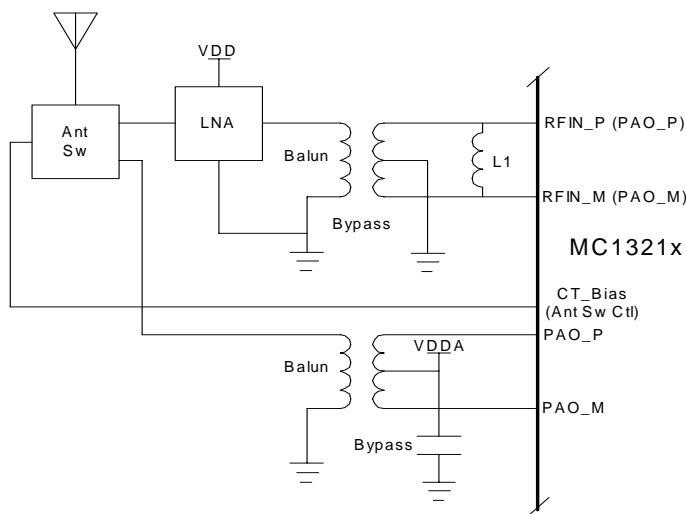 VDD
Ant
Sw
LNA
Balun
Bypass
RFIN_P (PAO_P)
L1
RFIN_M (PAO_M)
MC1321x
CT_Bias
(Ant Sw Ctl)
PAO_P
VDDA
Balun
PAO_M
Bypass